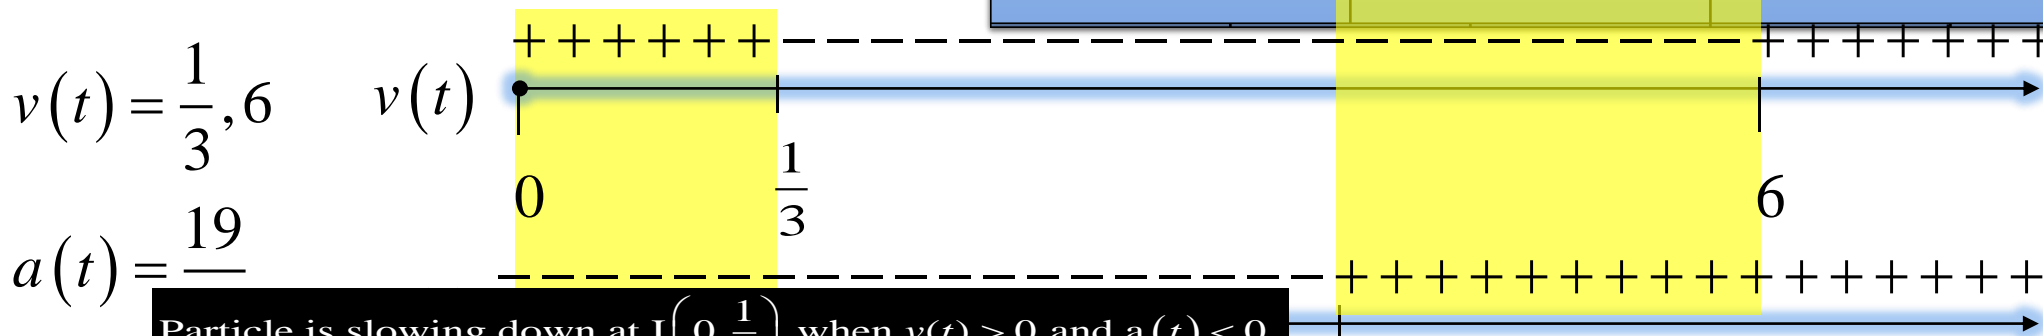 + + + + + + — — — — — — — — — — — — — — — — — — — — — — + + + + + + +
v(t) = 1/3, 6
v(t)
0 1/3 6
a(t) = 19
— — — — — — — — — — — — — — — — — — — + + + + + + + + + + + + + + + +
Particle is slowing down at I(0, 1 when v(t) > 0 and a(t) < 0